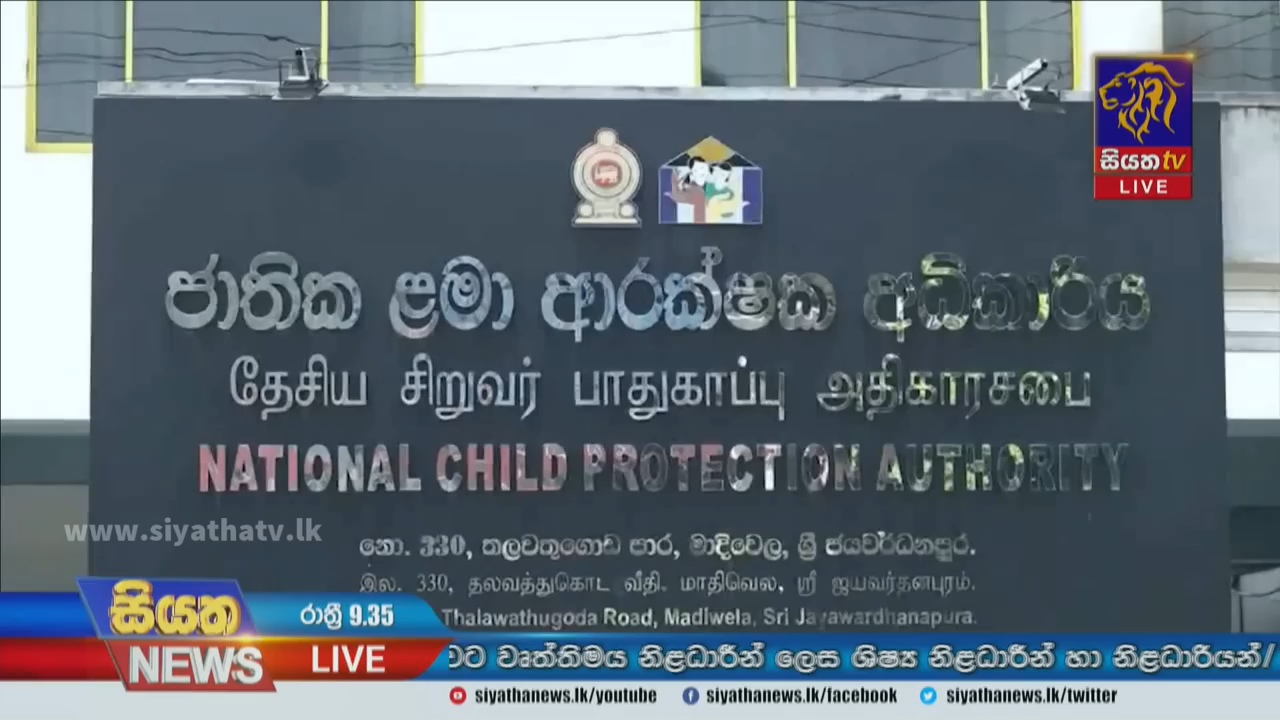 සියත tv
LIVE
ජාතික ළමා ආරක්ෂක අධිකාරිය
தேசிய சிறுவர் பாதுகாப்பு அதிகாரசபை
NATIONAL CHILD PROTECTION AUTHORITY
www.siyathatv.lk
නො. 330, තලවතුගොඩ පාර, මාදිවෙල, ශ්‍රී ජයවර්ධනපුර.
இல. 330, தலவத்துகொட வீதி. மாதிவெல, ஸ்ரீ ஜயவர்தனபுரம்.
Thalawathugoda Road, Madiwela, Sri Jayawardhanapura.
සියත
NEWS
රාත්‍රී 9.35
LIVE
වෘත්තිමය නිළධාරීන් ලෙස ශිෂ්‍ය නිළධාරීන් හා නිළධාරියන්/
siyathanews.lk/youtube siyathanews.lk/facebook siyathanews.lk/twitter